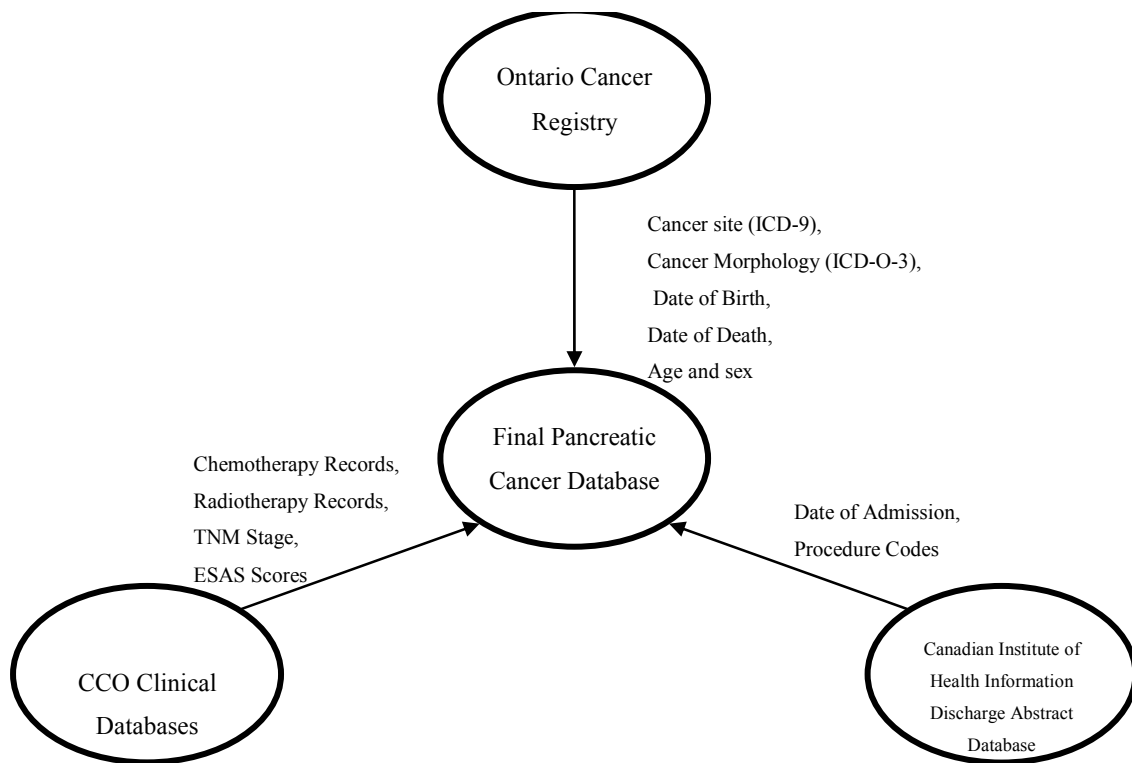 Ontario Cancer
Registry
Cancer site (ICD-9),
Cancer Morphology (ICD-O-3),
Date of Birth,
Date of Death,
Age and sex
Final Pancreatic
Cancer Database
Chemotherapy Records,
Radiotherapy Records,
TNM Stage,
ESAS Scores
Date of Admission,
Procedure Codes
CCO Clinical
Databases
Canadian Institute of
Health Information
Discharge Abstract
Database